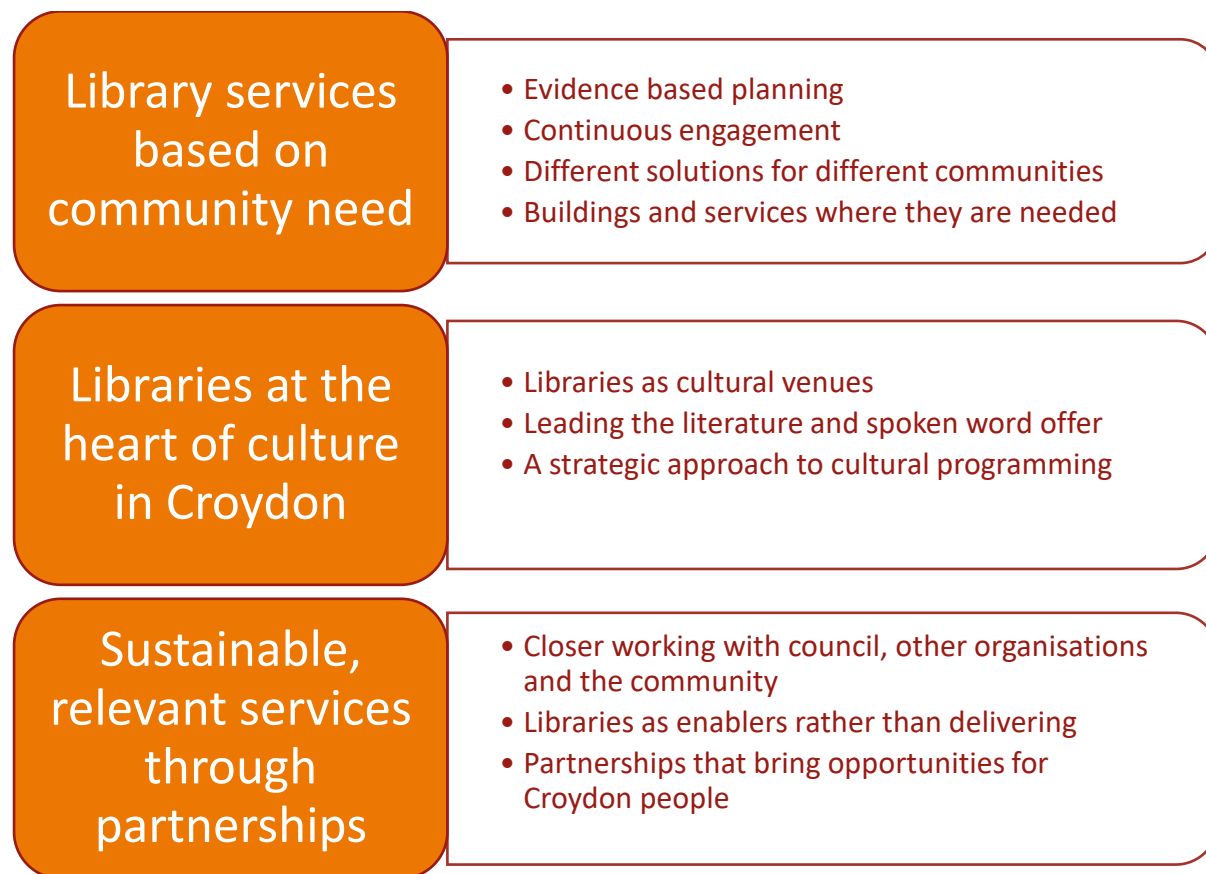 Library services
based on
community need
• Evidence based planning
• Continuous engagement
• Different solutions for different communities
• Buildings and services where they are needed
Libraries at the
heart of culture
in Croydon
• Libraries as cultural venues
• Leading the literature and spoken word offer
• A strategic approach to cultural programming
Sustainable,
relevant services
through
partnerships
• Closer working with council, other organisations
and the community
• Libraries as enablers rather than delivering
• Partnerships that bring opportunities for
Croydon people